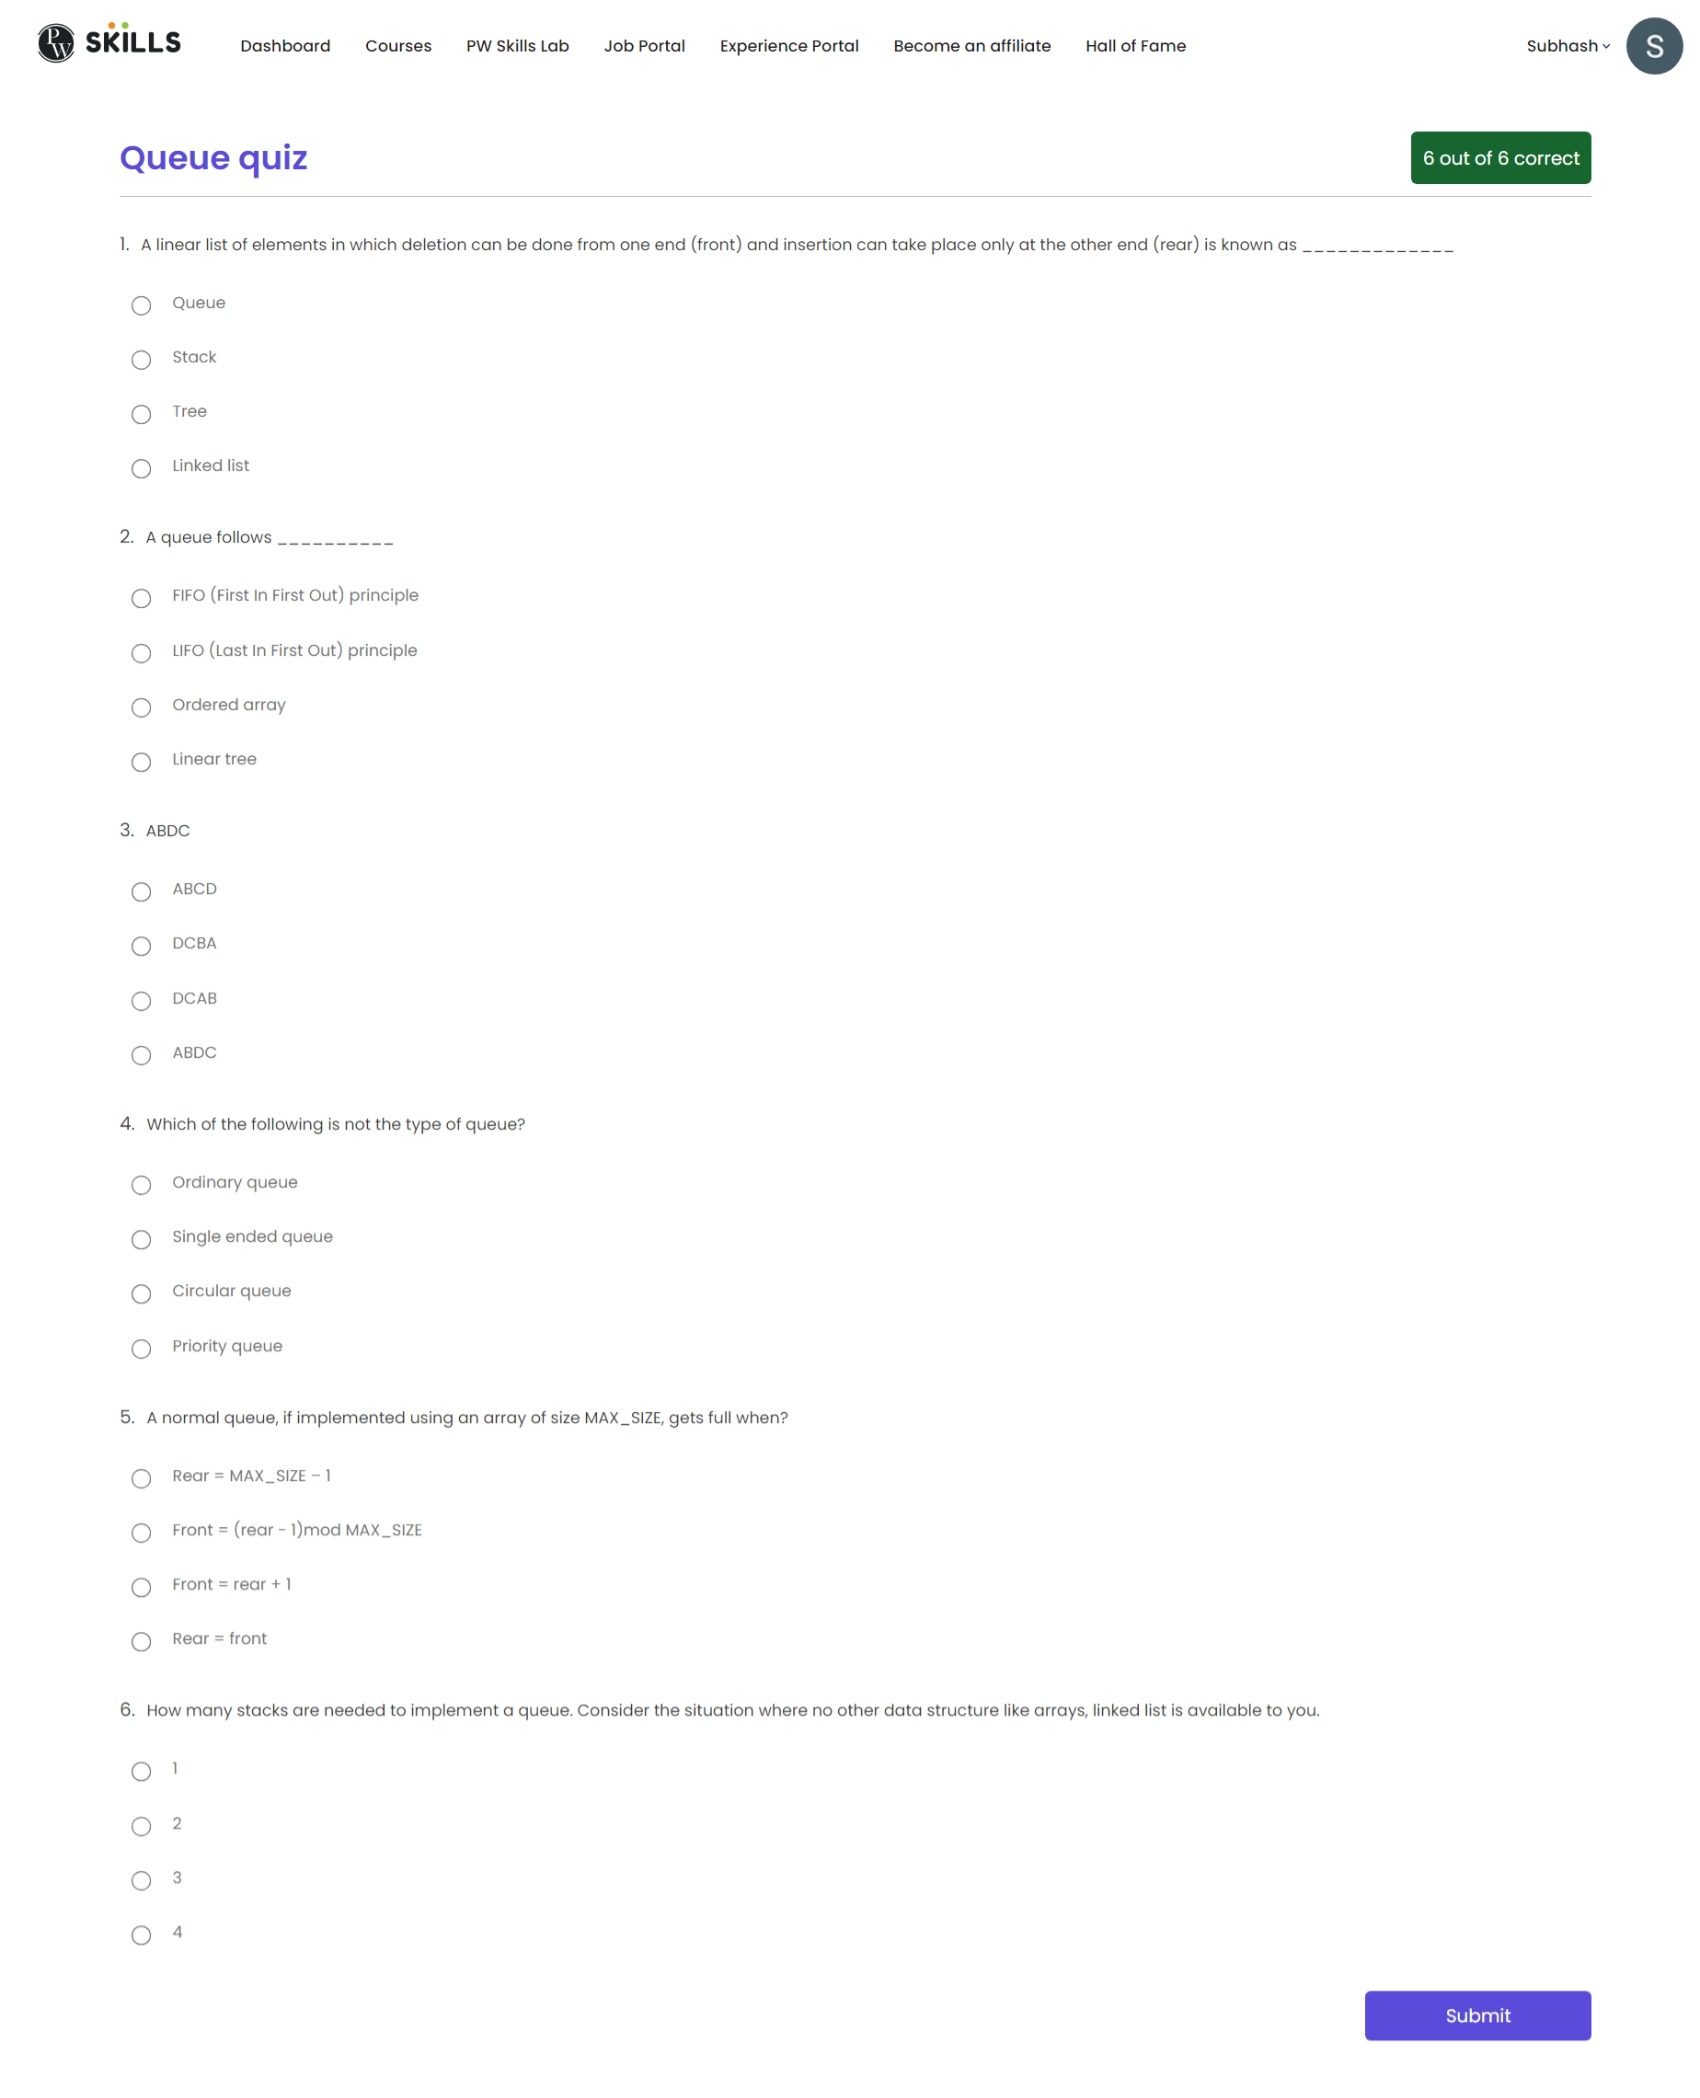 PW SKILLS Dashboard Courses PW Skills Lab Job Portal Experience Portal Become an affiliate Hall of Fame Subhash S
Queue quiz
6 out of 6 correct
1. A linear list of elements in which deletion can be done from one end (front) and insertion can take place only at the other end (rear) is known as _____________
Queue
Stack
Tree
Linked list
2. A queue follows __________
FIFO (First In First Out) principle
LIFO (Last In First Out) principle
Ordered array
Linear tree
3. ABDC
ABCD
DCBA
DCAB
ABDC
4. Which of the following is not the type of queue?
Ordinary queue
Single ended queue
Circular queue
Priority queue
5. A normal queue, if implemented using an array of size MAX_SIZE, gets full when?
Rear = MAX_SIZE – 1
Front = (rear - 1)mod MAX_SIZE
Front = rear + 1
Rear = front
6. How many stacks are needed to implement a queue. Consider the situation where no other data structure like arrays, linked list is available to you.
1
2
3
4
Submit